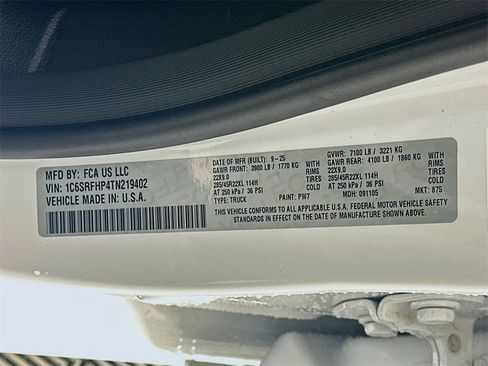 MFD BY: FCA US LLC
VIN: 1C6SRFHP4TN219402
VEHICLE MADE IN: U.S.A.
DATE OF MFR (BUILT): 9-25
GAWR FRONT: 3900 LB / 1770 KG
22X9.0 RIMS
285/45R22XL 114H TIRES
AT 250 kPa / 36 PSI COLD
TYPE: TRUCK PAINT: PW7
GVWR: 7100 LB / 3221 KG
GAWR REAR: 4100 LB / 1860 KG
22X9.0 RIMS
285/45R22XL 114H TIRES
AT 250 kPa / 36 PSI COLD
MDH: 091105 MKT: 875
THIS VEHICLE CONFORMS TO ALL APPLICABLE U.S.A. FEDERAL MOTOR VEHICLE SAFETY
STANDARDS IN EFFECT ON THE DATE OF MANUFACTURE SHOWN ABOVE.